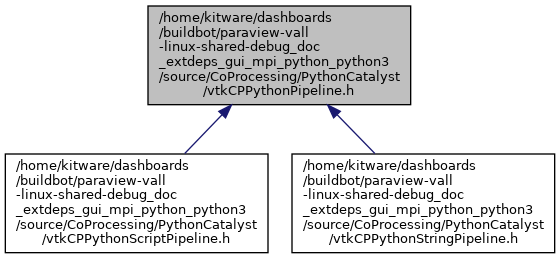 /home/kitware/dashboards
/buildbot/paraview-vall
-linux-shared-debug_doc
_extdeps_gui_mpi_python_python3
/source/CoProcessing/PythonCatalyst
/vtkCPPythonPipeline.h
/home/kitware/dashboards
/buildbot/paraview-vall
-linux-shared-debug_doc
_extdeps_gui_mpi_python_python3
/source/CoProcessing/PythonCatalyst
/vtkCPPythonScriptPipeline.h
/home/kitware/dashboards
/buildbot/paraview-vall
-linux-shared-debug_doc
_extdeps_gui_mpi_python_python3
/source/CoProcessing/PythonCatalyst
/vtkCPPythonStringPipeline.h